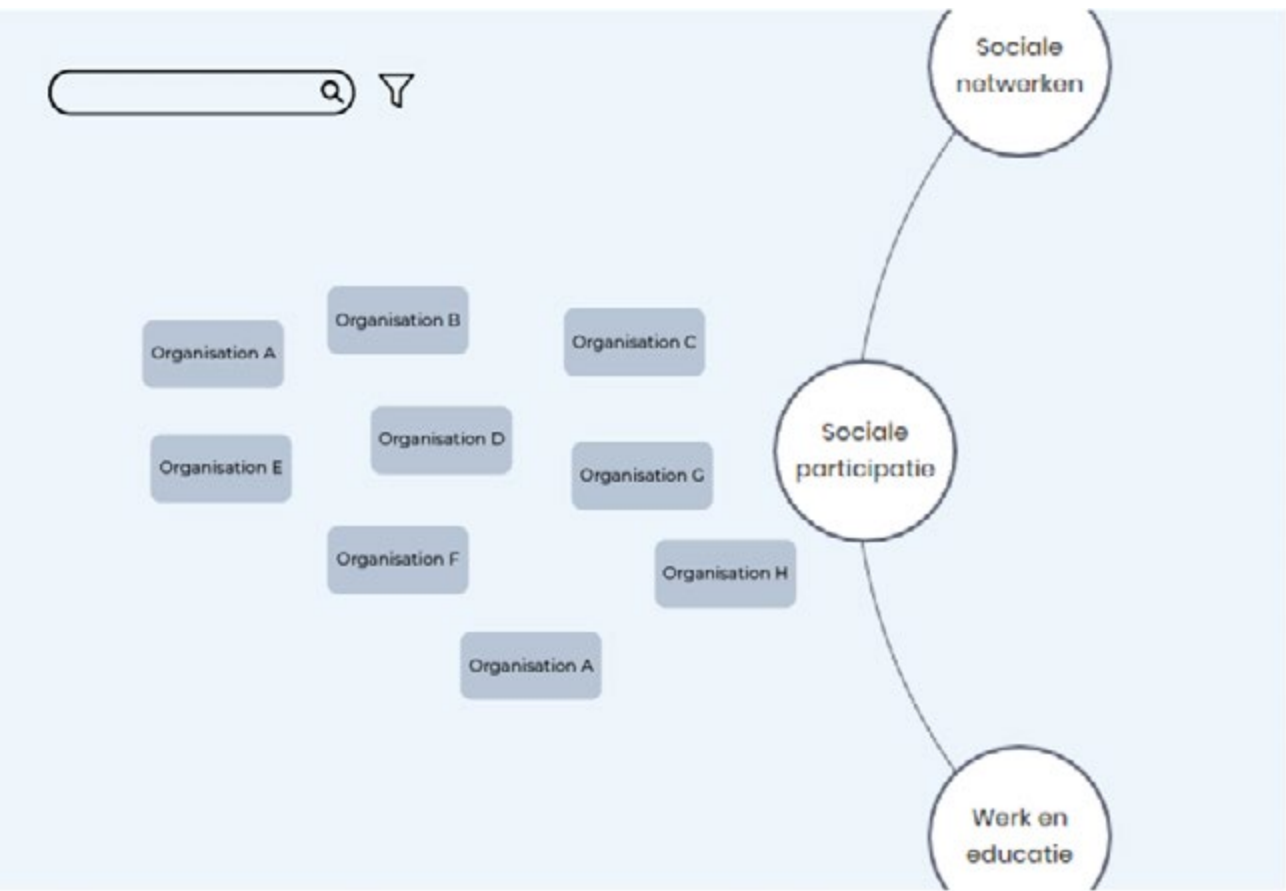 Sociale
netwerken
Organisation B
Organisation C
Organisation A
Organisation D
Sociale
participatie
Organisation E
Organisation G
Organisation F
Organisation H
Organisation A
Werk en
educatie